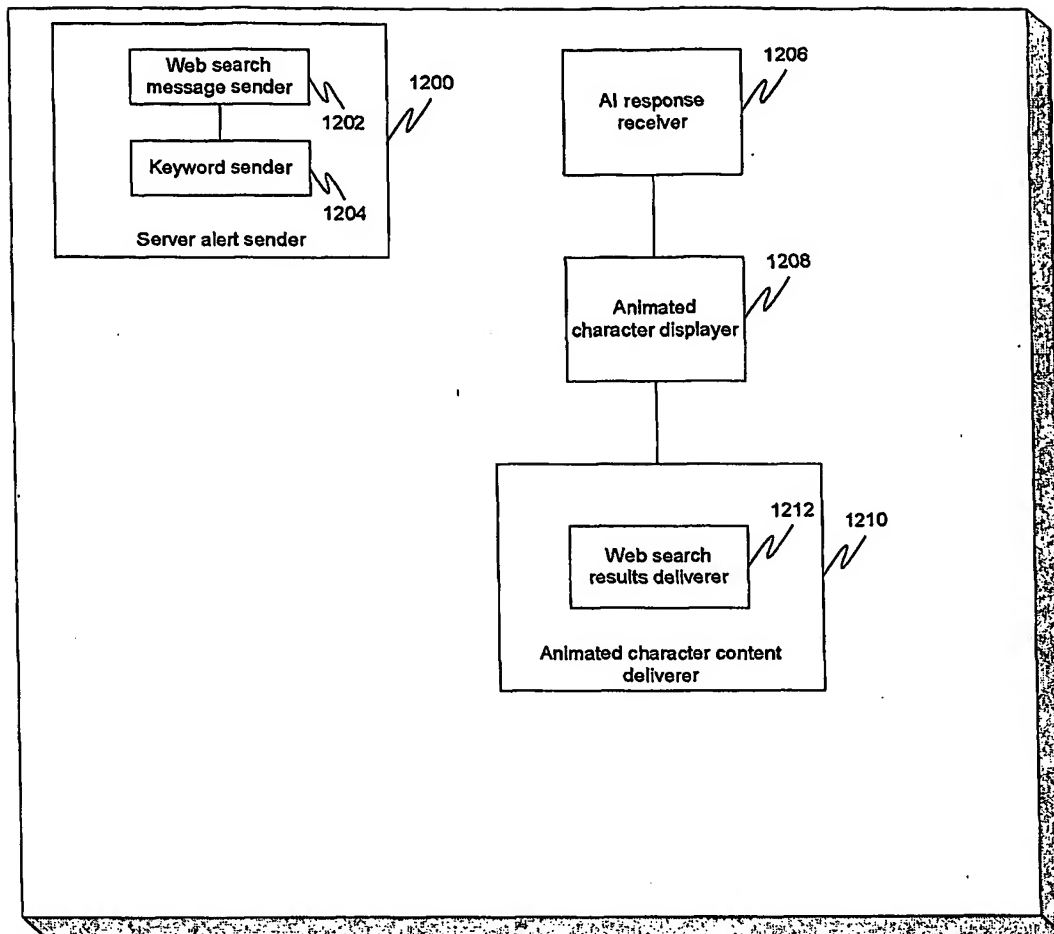 Web search
message sender
1202
1200
Keyword sender
1204
Server alert sender
1206
AI response
receiver
1208
Animated
character displayer
1212
1210
Web search
results deliverer
Animated character content
deliverer